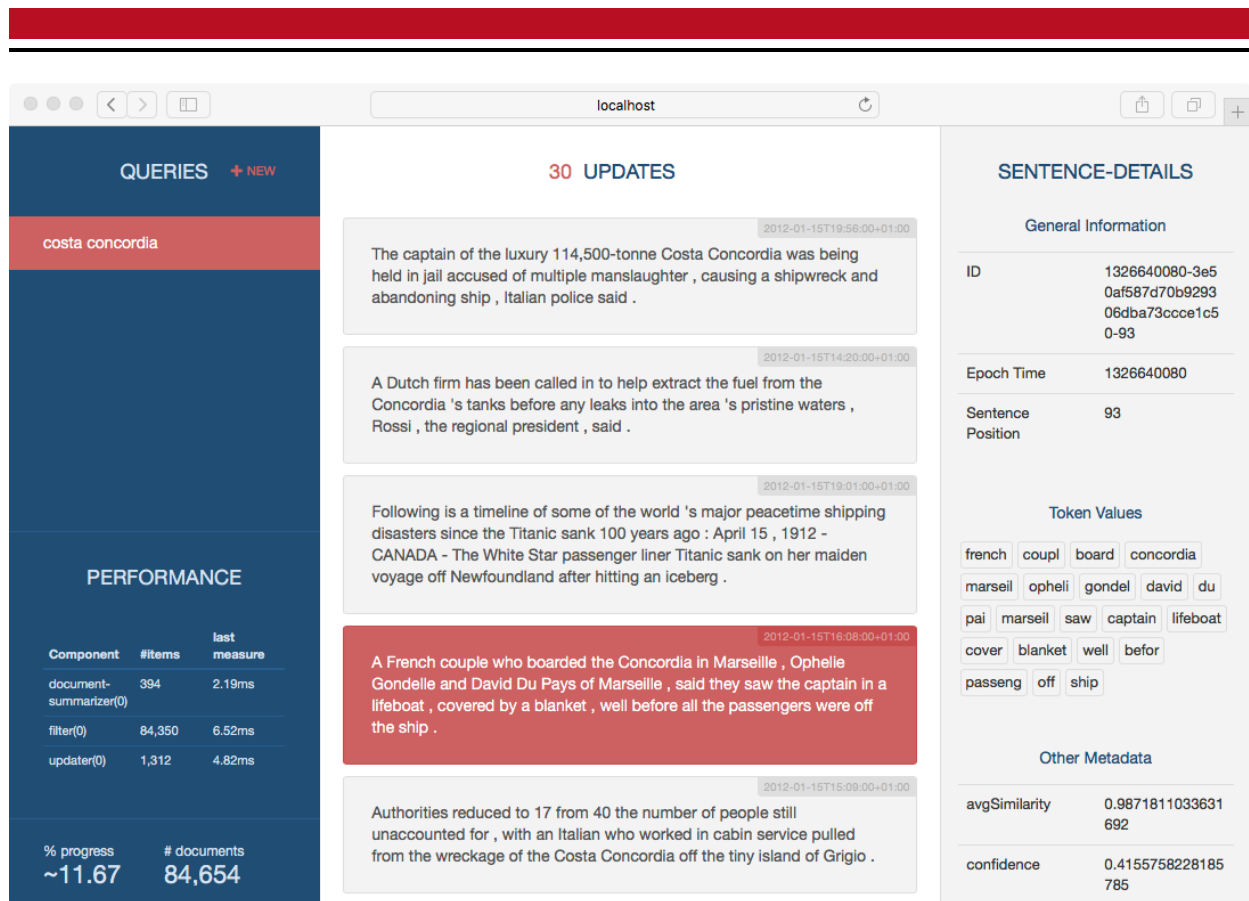 localhost
QUERIES + NEW
costa concordia
PERFORMANCE
Component #items last measure
document-summarizer(0) 394 2.19ms
filter(0) 84,350 6.52ms
updater(0) 1,312 4.82ms
% progress # documents
~11.67 84,654
30 UPDATES
2012-01-15T19:56:00+01:00
The captain of the luxury 114,500-tonne Costa Concordia was being
held in jail accused of multiple manslaughter , causing a shipwreck and
abandoning ship , Italian police said .
2012-01-15T14:20:00+01:00
A Dutch firm has been called in to help extract the fuel from the
Concordia 's tanks before any leaks into the area 's pristine waters ,
Rossi , the regional president , said .
2012-01-15T19:01:00+01:00
Following is a timeline of some of the world 's major peacetime shipping
disasters since the Titanic sank 100 years ago : April 15 , 1912 -
CANADA - The White Star passenger liner Titanic sank on her maiden
voyage off Newfoundland after hitting an iceberg .
2012-01-15T16:08:00+01:00
A French couple who boarded the Concordia in Marseille , Ophelie
Gondelle and David Du Pays of Marseille , said they saw the captain in a
lifeboat , covered by a blanket , well before all the passengers were off
the ship .
2012-01-15T15:09:00+01:00
Authorities reduced to 17 from 40 the number of people still
unaccounted for , with an Italian who worked in cabin service pulled
from the wreckage of the Costa Concordia off the tiny island of Grigio .
SENTENCE-DETAILS
General Information
ID 1326640080-3e5
0af587d70b9293
06dba73ccce1c5
0-93
Epoch Time 1326640080
Sentence 93
Position
Token Values
french coupl board concordia
marseil opheli gondel david du
pai marseil saw captain lifeboat
cover blanket well befor
passeng off ship
Other Metadata
avgSimilarity 0.9871811033631
692
confidence 0.4155758228185
785